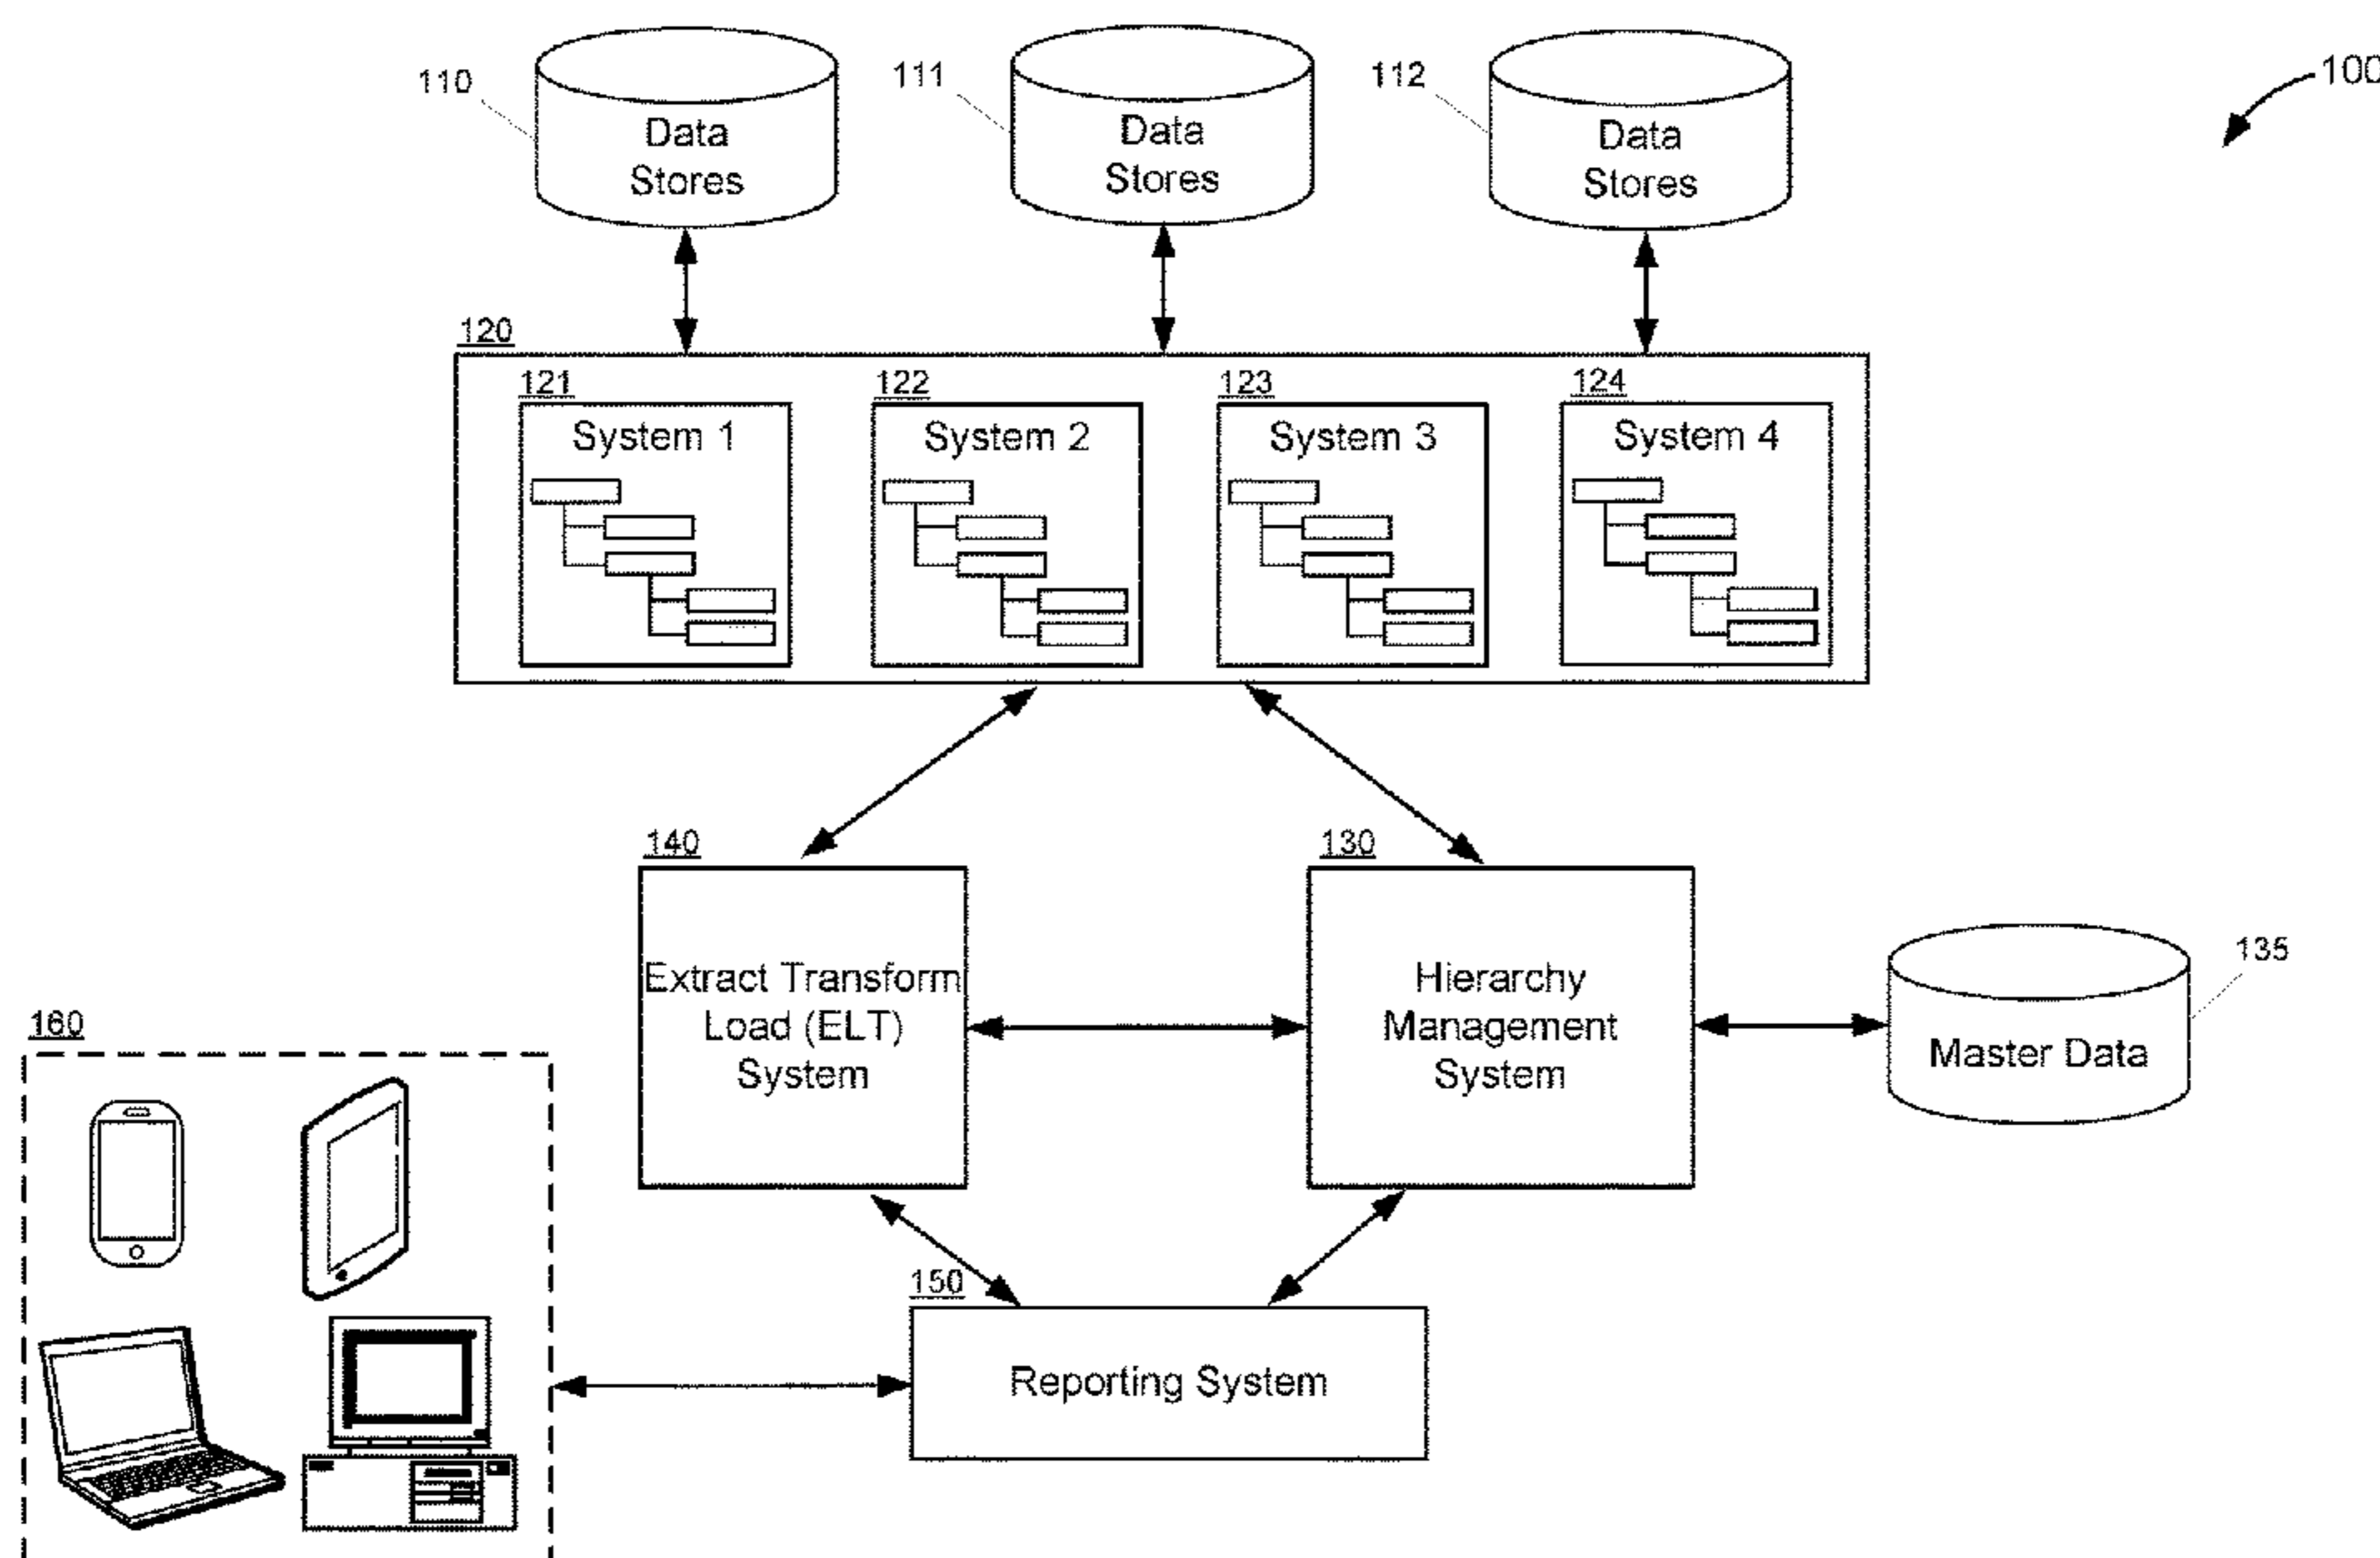 110
111
112
100
Data
Stores
Data
Stores
Data
Stores
120
121
122
123
124
System 1
System 2
System 3
System 4
140
130
Extract Transform
Load (ELT)
System
Hierarchy
Management
System
135
Master Data
160
150
Reporting System